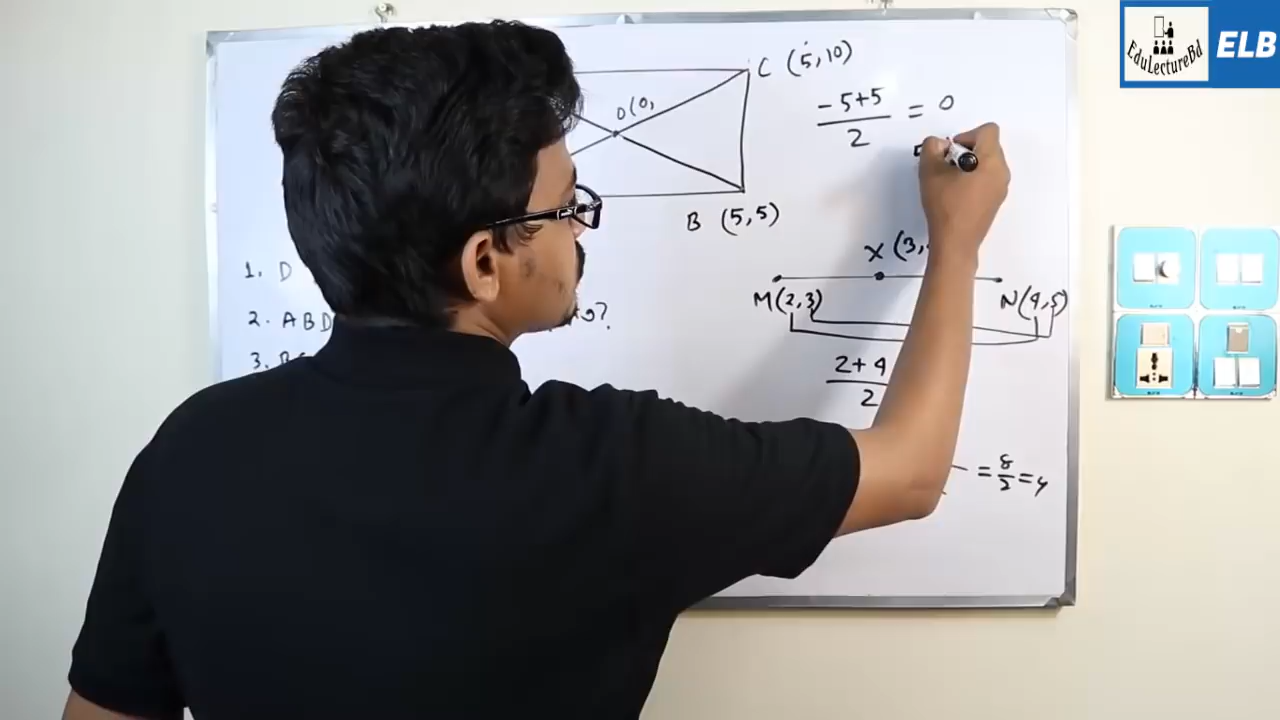 EduLectureBd
ELB
C (5,10)
O(0,
-5+5
2
= 0
5
B (5,5)
X (3,
M(2,3)
N(4,5)
1. D
2. ABD
?
3.
2+4
2
= 8/2 = 4